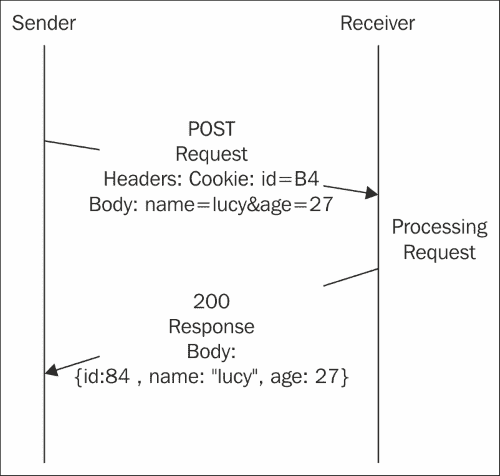 Sender
Receiver
POST
Request
Headers: Cookie: id=B4
Body: name=lucy&age=27
Processing
Request
200
Response
Body:
{id:84 , name: "lucy", age: 27}